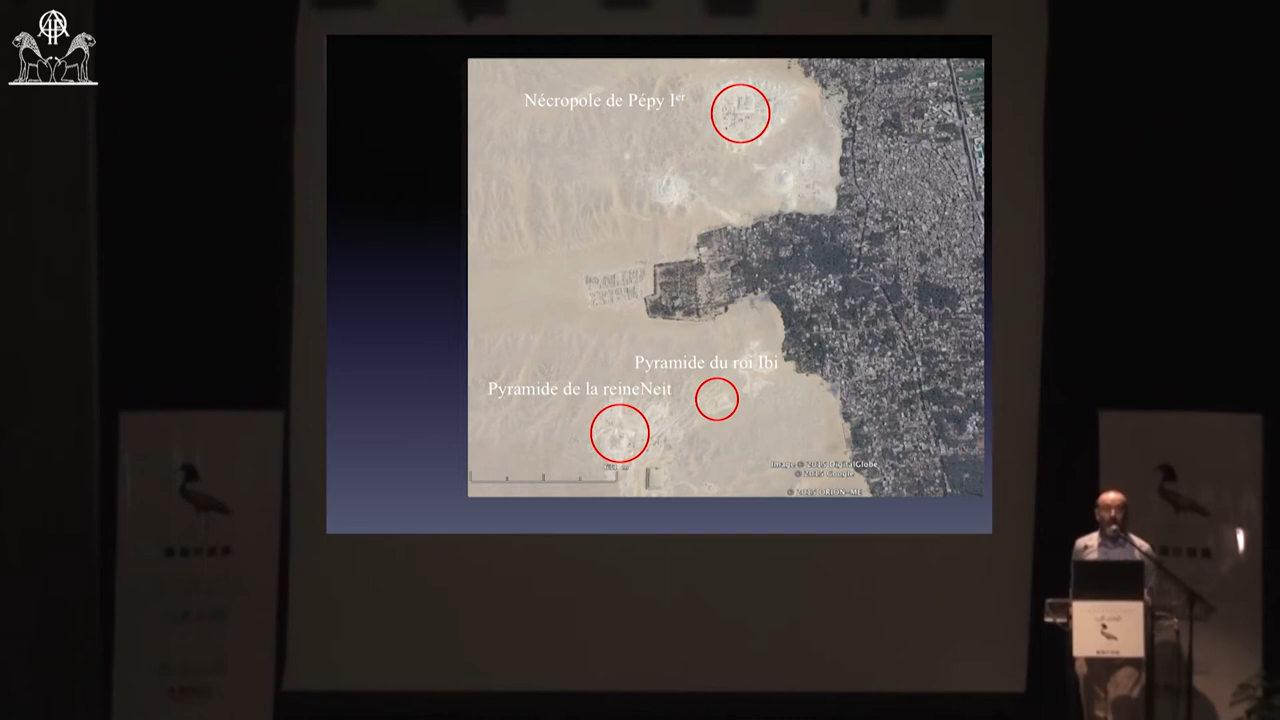 Nécropole de Pépy Iᵉʳ
Pyramide du roi Ibi
Pyramide de la reineNeit
Image © 2015 DigitalGlobe
© 2015 Google
© 2015 ORION-ME